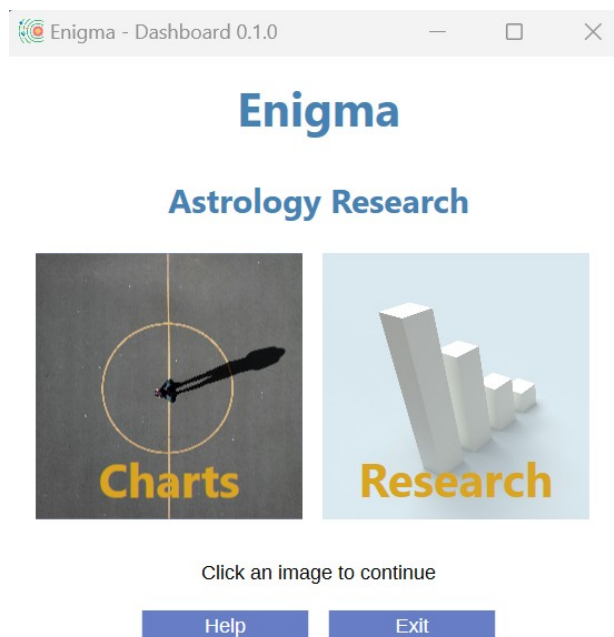 Enigma - Dashboard 0.1.0
Enigma
Astrology Research
Charts Research
Click an image to continue
Help Exit